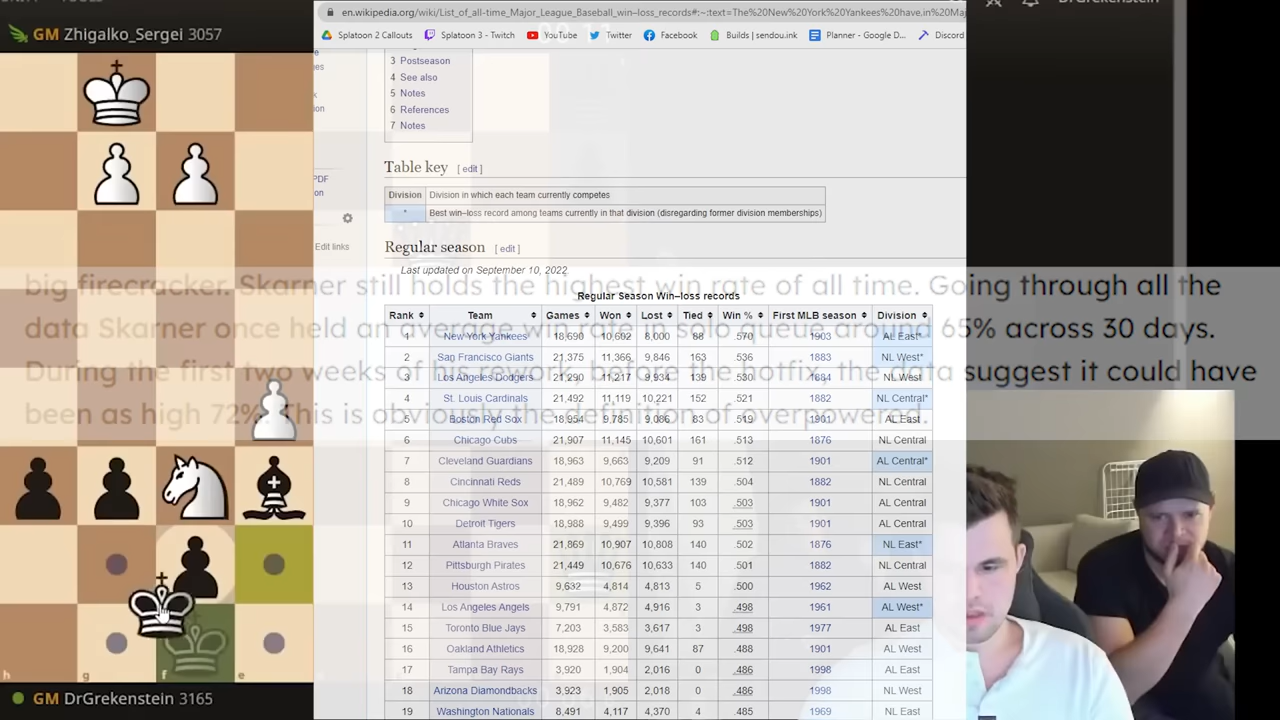 GM Zhigalko_Sergei 3057
DrGrekenstein
en.wikipedia.org/wiki/List_of_all-time_Major_League_Baseball_win–loss_records#:~:text=The%20New%20York%20Yankees%20have,in%20Maj
Splatoon 2 Callouts Splatoon 3 - Twitch YouTube Twitter Facebook Builds | sendou.ink Planner - Google D... Discord
3 Postseason
4 See also
5 Notes
6 References
7 Notes
PDF
Edit links
Table key [ edit ]
Division Division in which each team currently competes
* Best win–loss record among teams currently in that division (disregarding former division memberships)
Regular season [ edit ]
Last updated on September 10, 2022
big firecracker. Skarner still holds the highest win rate of all time. Going through all the
data Skarner once held an average win rate in solo queue around 65% across 30 days.
During the first two weeks of his rework, before the hotfix, the data suggest it could have
been as high 72%. This is obviously the definition of overpowered.
Regular Season Win–loss records
Rank Team Games Won Lost Tied Win % First MLB season Division
1 New York Yankees 18,690 10,602 8,000 88 .570 1903 AL East*
2 San Francisco Giants 21,375 11,366 9,846 163 .536 1883 NL West*
3 Los Angeles Dodgers 21,290 11,217 9,934 139 .530 1884 NL West
4 St. Louis Cardinals 21,492 11,119 10,221 152 .521 1882 NL Central*
5 Boston Red Sox 18,954 9,785 9,086 83 .519 1901 AL East
6 Chicago Cubs 21,907 11,145 10,601 161 .513 1876 NL Central
7 Cleveland Guardians 18,963 9,663 9,209 91 .512 1901 AL Central*
8 Cincinnati Reds 21,489 10,769 10,581 139 .504 1882 NL Central
9 Chicago White Sox 18,962 9,482 9,377 103 .503 1901 AL Central
10 Detroit Tigers 18,988 9,499 9,396 93 .503 1901 AL Central
11 Atlanta Braves 21,869 10,907 10,808 140 .502 1876 NL East*
12 Pittsburgh Pirates 21,449 10,676 10,633 140 .501 1882 NL Central
13 Houston Astros 9,632 4,814 4,813 5 .500 1962 AL West
14 Los Angeles Angels 9,791 4,872 4,916 3 .498 1961 AL West*
15 Toronto Blue Jays 7,203 3,583 3,617 3 .498 1977 AL East
16 Oakland Athletics 18,928 9,200 9,641 87 .488 1901 AL West
17 Tampa Bay Rays 3,920 1,904 2,016 0 .486 1998 AL East
18 Arizona Diamondbacks 3,923 1,905 2,018 0 .486 1998 NL West
19 Washington Nationals 8,491 4,117 4,370 4 .485 1969 NL East
h g f e
GM DrGrekenstein 3165